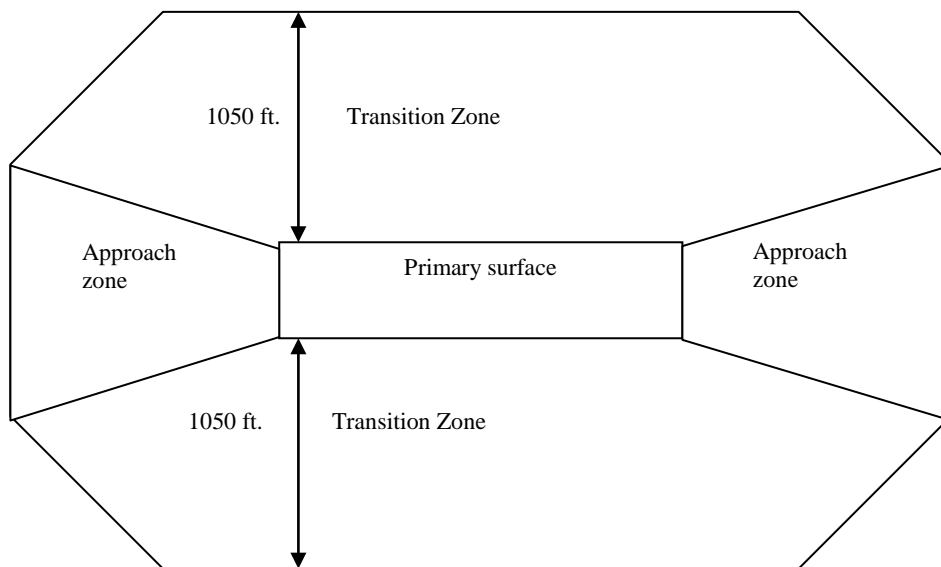 1050 ft.
Transition Zone
Approach
zone
Primary surface
Approach
zone
1050 ft.
Transition Zone